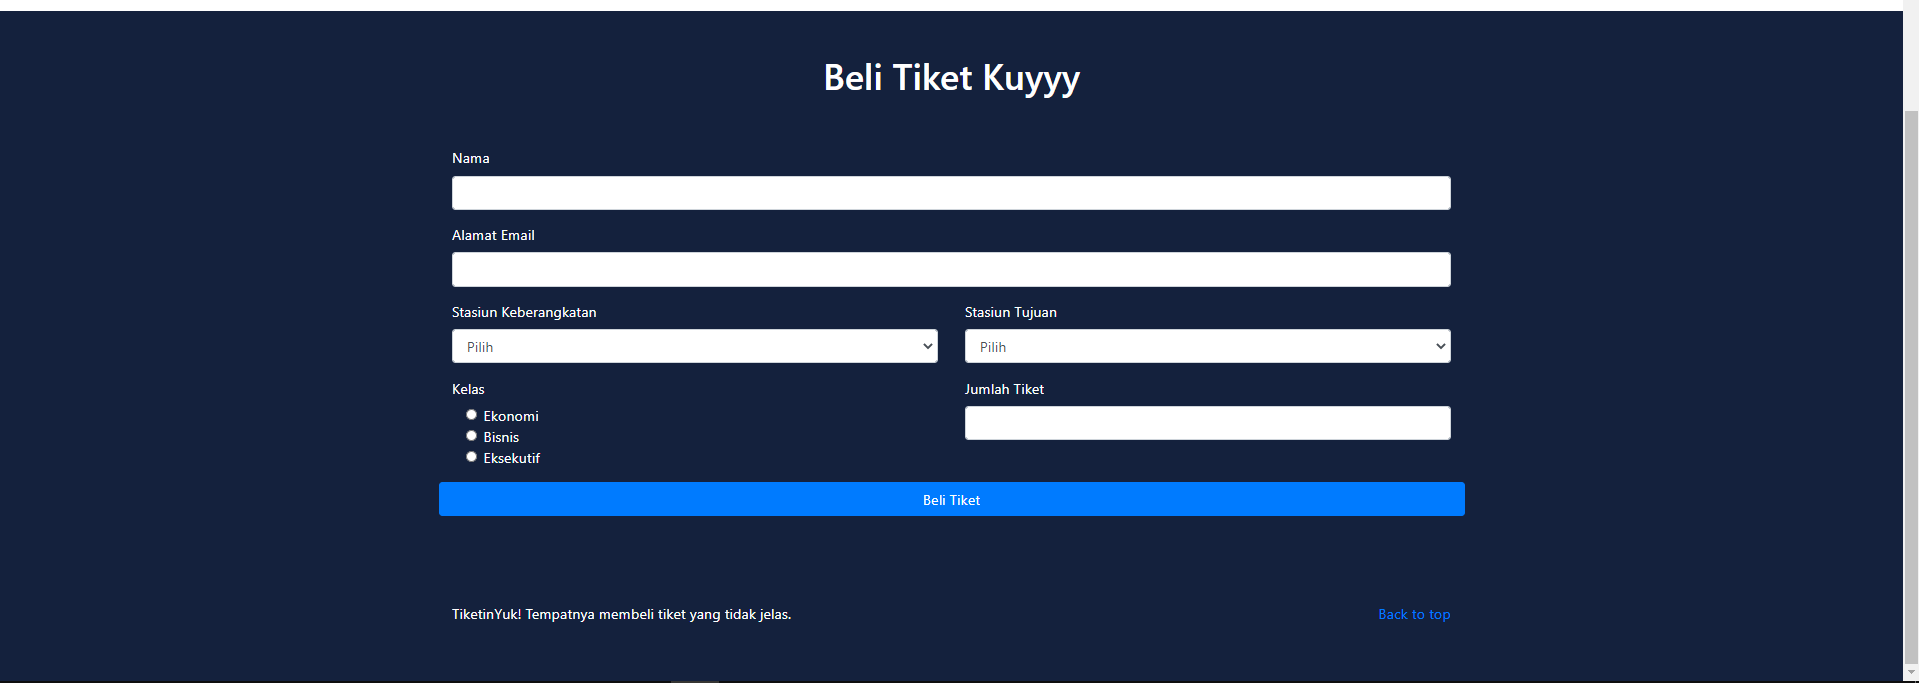 Beli Tiket Kuyyy
Nama
Alamat Email
Stasiun Keberangkatan
Stasiun Tujuan
Pilih
Pilih
Kelas
Jumlah Tiket
Ekonomi
Bisnis
Eksekutif
Beli Tiket
TiketinYuk! Tempatnya membeli tiket yang tidak jelas.
Back to top